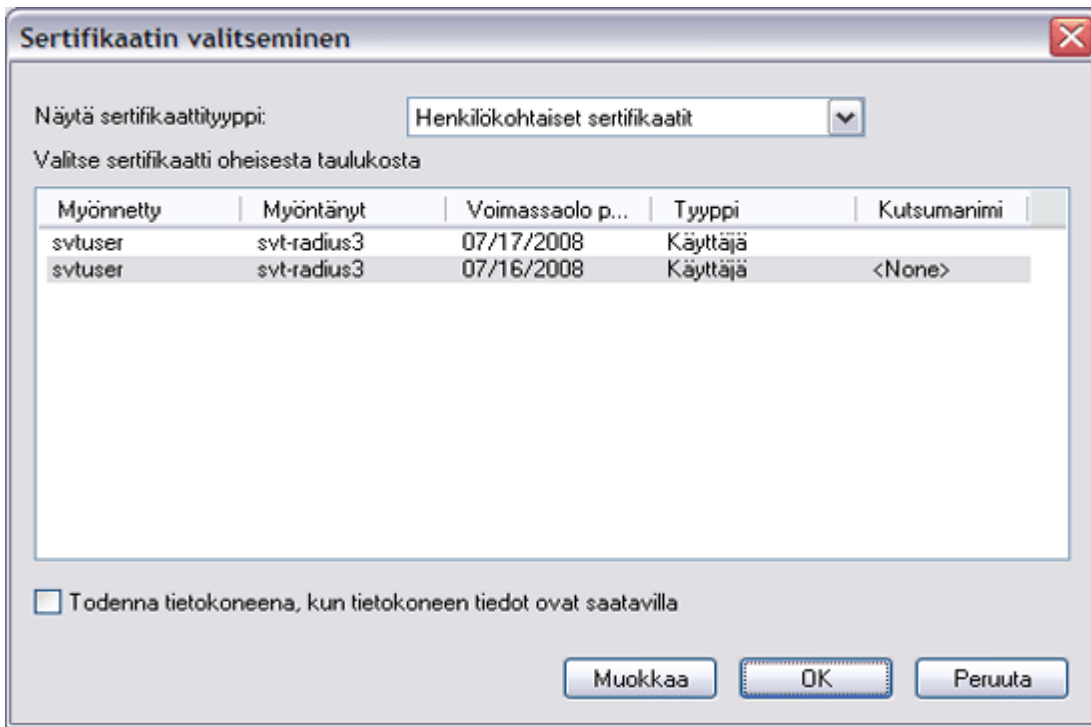 Sertifikaatin valitseminen
Näytä sertifikaattityyppi: Henkilökohtaiset sertifikaatit
Valitse sertifikaatti oheisesta taulukosta
Myönnetty Myöntänyt Voimassaolo p... Tyyppi Kutsumanimi
svtuser svt-radius3 07/17/2008 Käyttäjä
svtuser svt-radius3 07/16/2008 Käyttäjä <None>
Todenna tietokoneena, kun tietokoneen tiedot ovat saatavilla
Muokkaa OK Peruuta